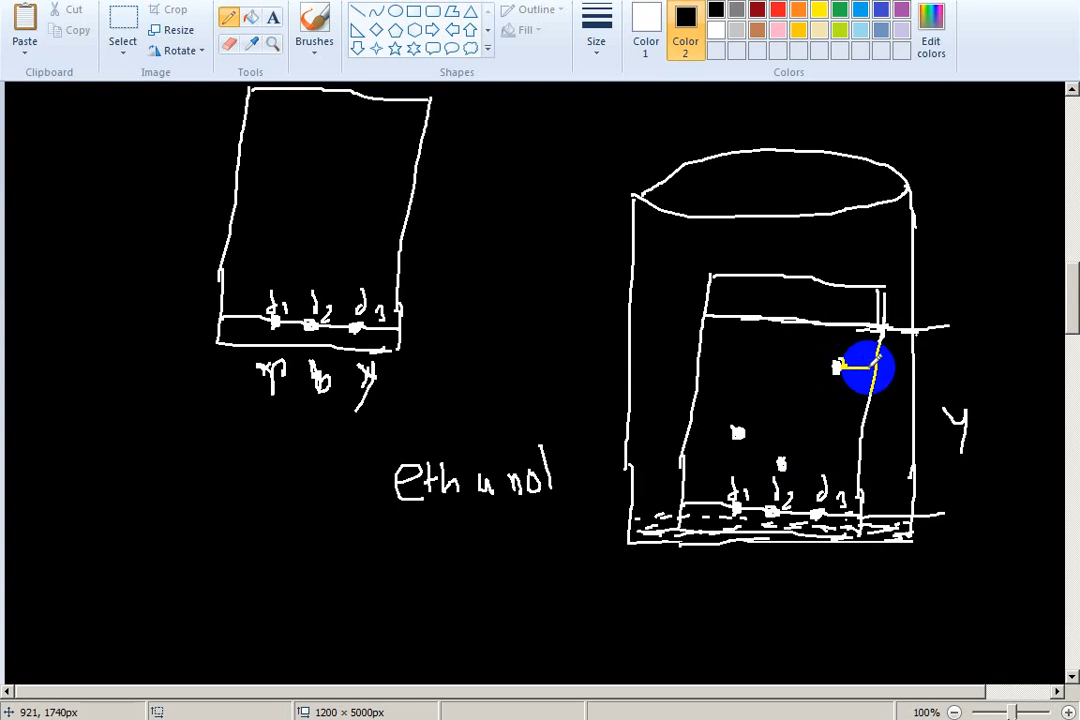 Cut
Copy
Paste
Clipboard
Select
Crop
Resize
Rotate
Image
A
Tools
Brushes
Outline
Fill
Shapes
Size
Color 1
Color 2
Edit colors
Colors
d1 d2 d3
r b y
ethanol
y
d1 d2 d3
921, 1740px
1200 × 5000px
100%